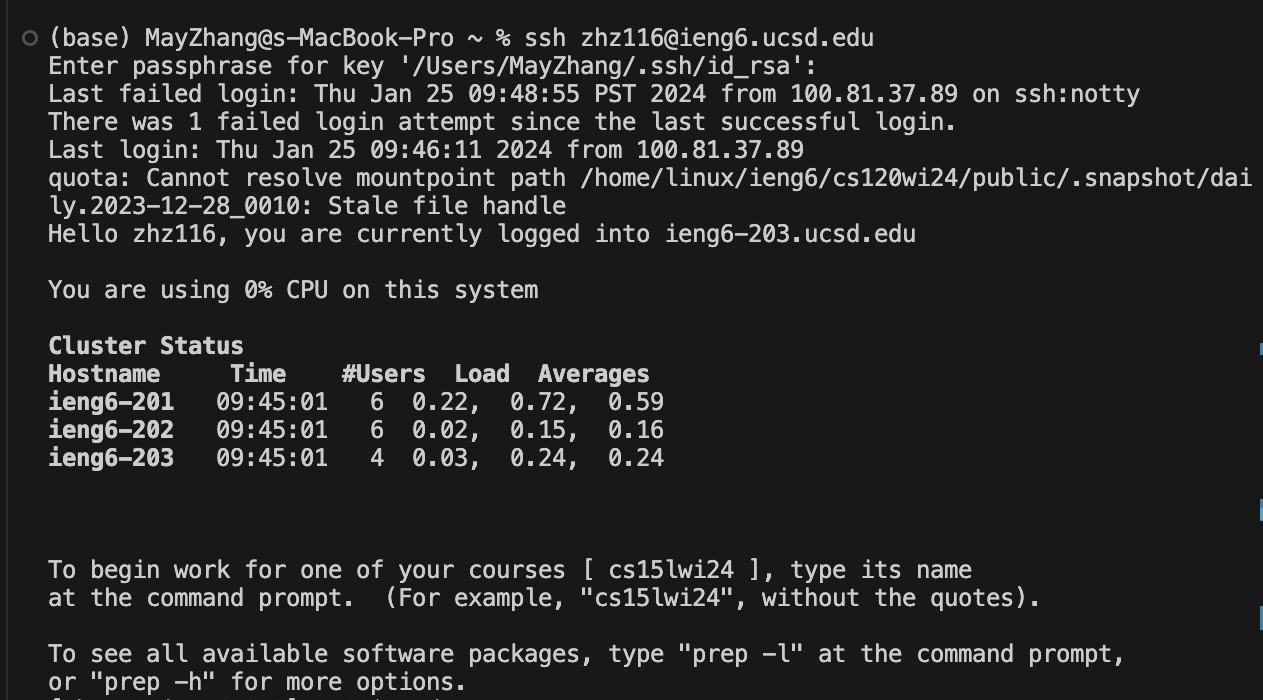 (base) MayZhang@s-MacBook-Pro ~ % ssh zhz116@ieng6.ucsd.edu
Enter passphrase for key '/Users/MayZhang/.ssh/id_rsa':
Last failed login: Thu Jan 25 09:48:55 PST 2024 from 100.81.37.89 on ssh:notty
There was 1 failed login attempt since the last successful login.
Last login: Thu Jan 25 09:46:11 2024 from 100.81.37.89
quota: Cannot resolve mountpoint path /home/linux/ieng6/cs120wi24/public/.snapshot/dai
ly.2023-12-28_0010: Stale file handle
Hello zhz116, you are currently logged into ieng6-203.ucsd.edu
You are using 0% CPU on this system
Cluster Status
Hostname     Time    #Users  Load  Averages
ieng6-201   09:45:01   6  0.22,  0.72,  0.59
ieng6-202   09:45:01   6  0.02,  0.15,  0.16
ieng6-203   09:45:01   4  0.03,  0.24,  0.24
To begin work for one of your courses [ cs15lwi24 ], type its name
at the command prompt.  (For example, "cs15lwi24", without the quotes).
To see all available software packages, type "prep -l" at the command prompt,
or "prep -h" for more options.